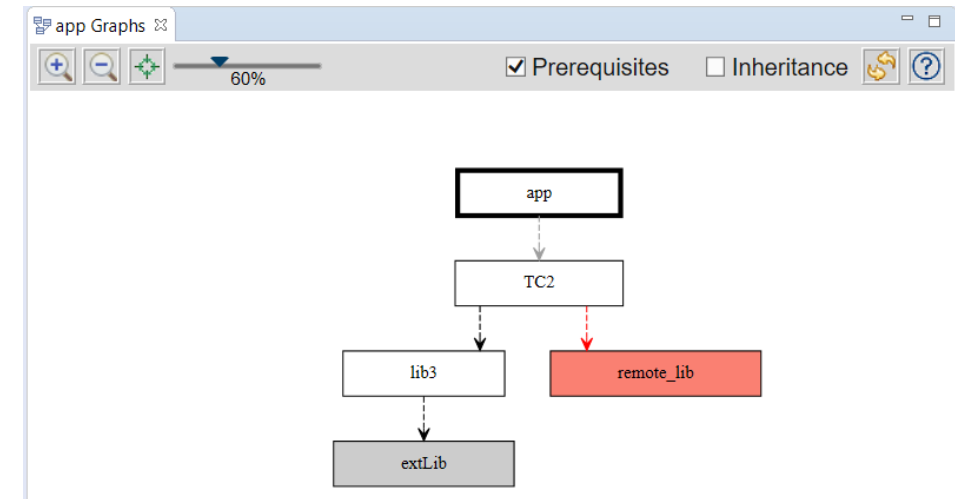 app Graphs
60%
Prerequisites
Inheritance
app
TC2
lib3
remote_lib
extLib